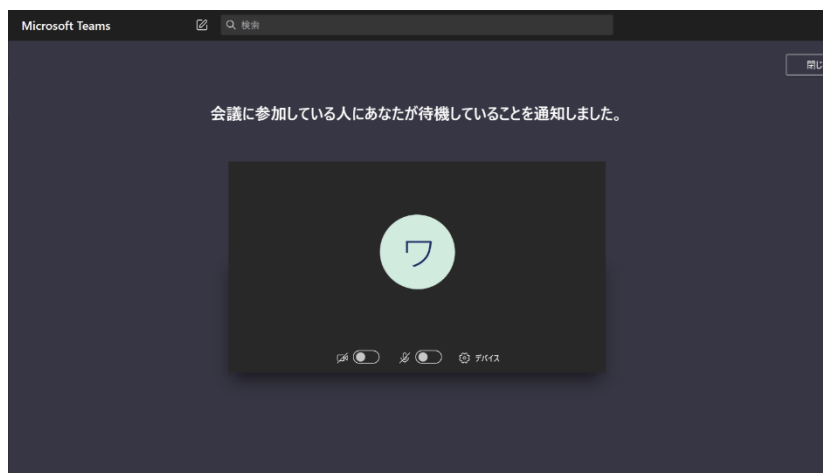 Microsoft Teams
検索
閉じ
会議に参加している人にあなたが待機していることを通知しました。
ワ
デバイス